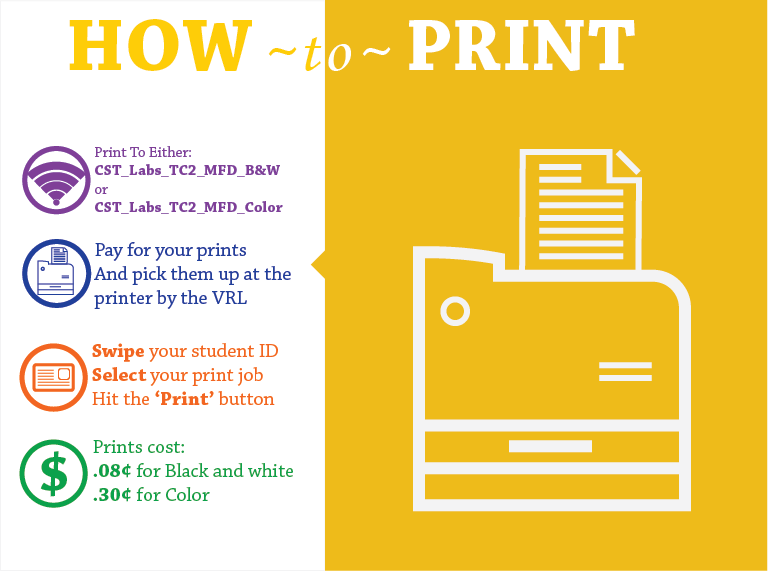 HOW ~to~ PRINT
Print To Either:
CST_Labs_TC2_MFD_B&W
or
CST_Labs_TC2_MFD_Color
Pay for your prints
And pick them up at the
printer by the VRL
Swipe your student ID
Select your print job
Hit the ‘Print’ button
$
Prints cost:
.08¢ for Black and white
.30¢ for Color